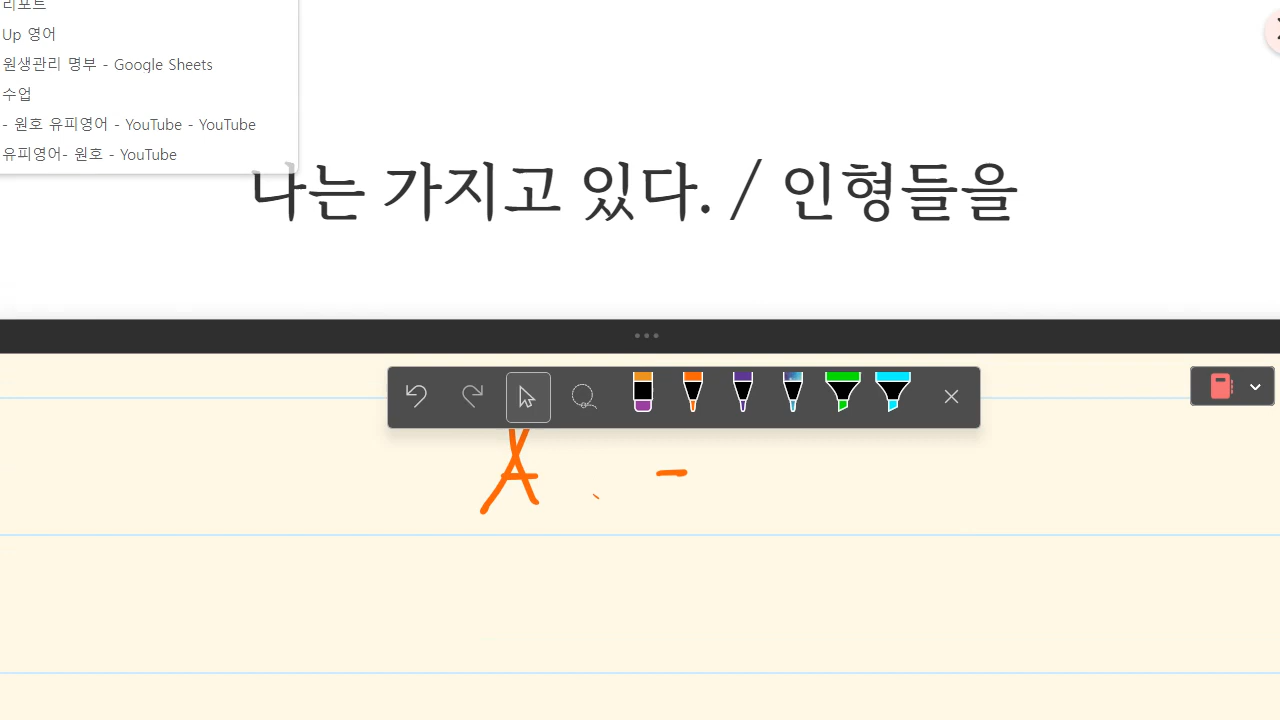 리포트
Up 영어
원생관리 명부 - Google Sheets
수업
- 원호 유피영어 - YouTube - YouTube
유피영어- 원호 - YouTube
나는 가지고 있다. / 인형들을
A -